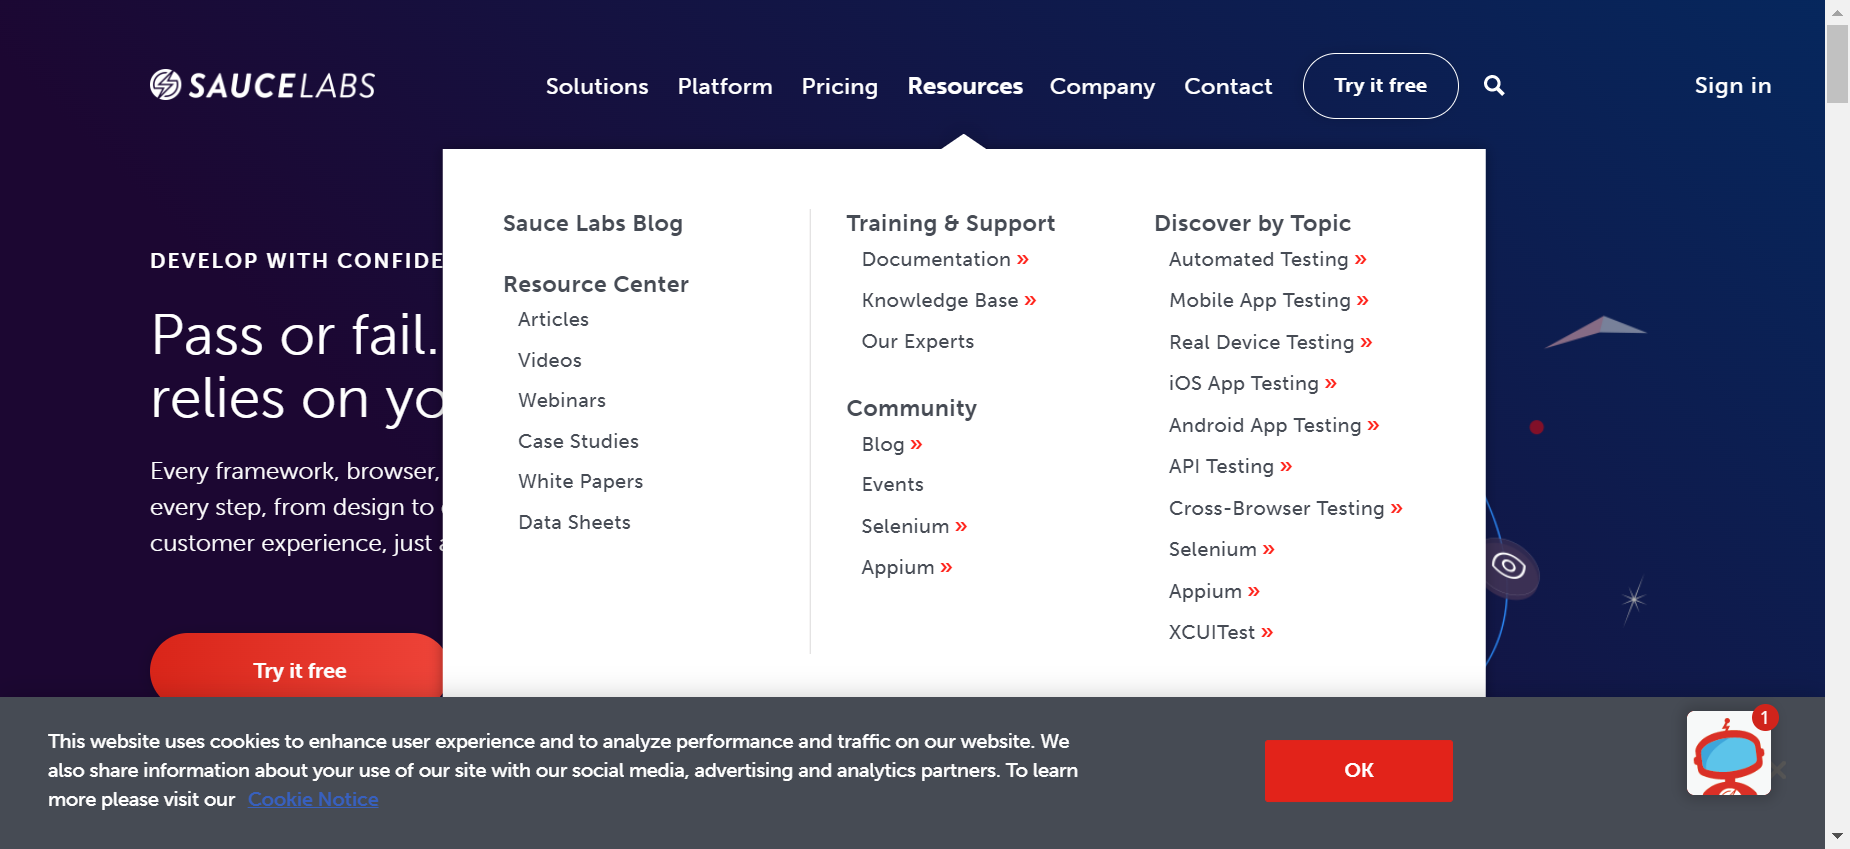 SAUCE LABS
Solutions
Platform
Pricing
Resources
Company
Contact
Try it free
Sign in
DEVELOP WITH CONFIDE
Pass or fail.
relies on yo
Every framework, browser,
every step, from design to
customer experience, just
Try it free
Sauce Labs Blog
Resource Center
Articles
Videos
Webinars
Case Studies
White Papers
Data Sheets
Training & Support
Documentation »
Knowledge Base »
Our Experts
Community
Blog »
Events
Selenium »
Appium »
Discover by Topic
Automated Testing »
Mobile App Testing »
Real Device Testing »
iOS App Testing »
Android App Testing »
API Testing »
Cross-Browser Testing »
Selenium »
Appium »
XCUITest »
This website uses cookies to enhance user experience and to analyze performance and traffic on our website. We
also share information about your use of our site with our social media, advertising and analytics partners. To learn
more please visit our Cookie Notice
OK
1